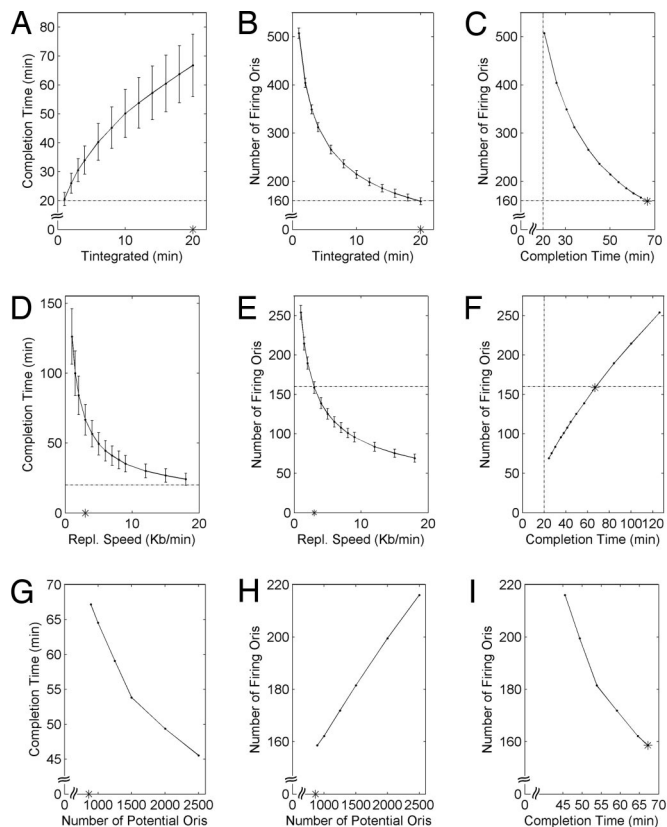 A
Completion Time (min)
80
70
60
50
40
30
20
0
0 10 20
Tintegrated (min)
B
Number of Firing Oris
500
400
300
200
160
0
0 10 20
Tintegrated (min)
C
Number of Firing Oris
500
400
300
200
160
0
0 20 30 50 70
Completion Time (min)
D
Completion Time (min)
150
100
50
0
0 10 20
Repl. Speed (Kb/min)
E
Number of Firing Oris
250
200
150
100
50
0
0 10 20
Repl. Speed (Kb/min)
F
Number of Firing Oris
250
200
150
100
50
0
0 20 40 60 80 100 120
Completion Time (min)
G
Completion Time (min)
70
65
60
55
50
45
0
0 1000 1500 2000 2500
Number of Potential Oris
H
Number of Firing Oris
220
200
180
160
0
0 1000 1500 2000 2500
Number of Potential Oris
I
Number of Firing Oris
220
200
180
160
0
0 45 50 55 60 65 70
Completion Time (min)